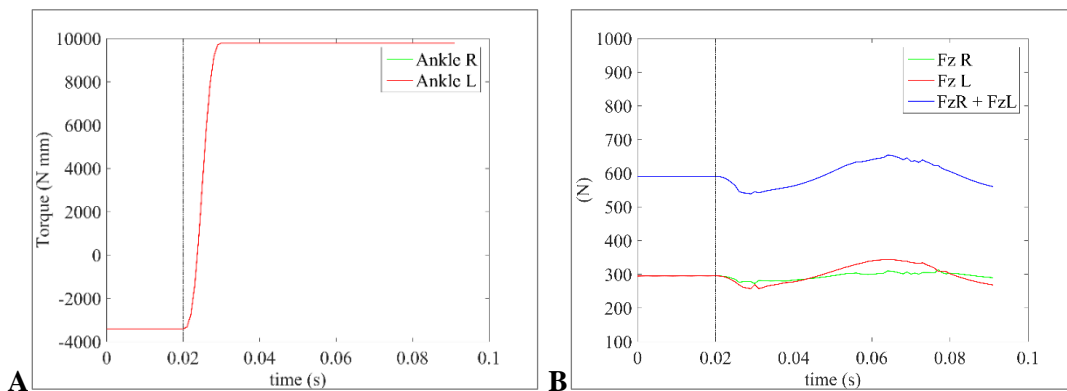 10000
8000
6000
4000
2000
0
-2000
-4000
Torque (N mm)
0
0.02
0.04
0.06
0.08
0.1
time (s)
Ankle R
Ankle L
A
1000
900
800
700
600
500
400
300
200
100
(N)
0
0.02
0.04
0.06
0.08
0.1
time (s)
Fz R
Fz L
FzR + FzL
B